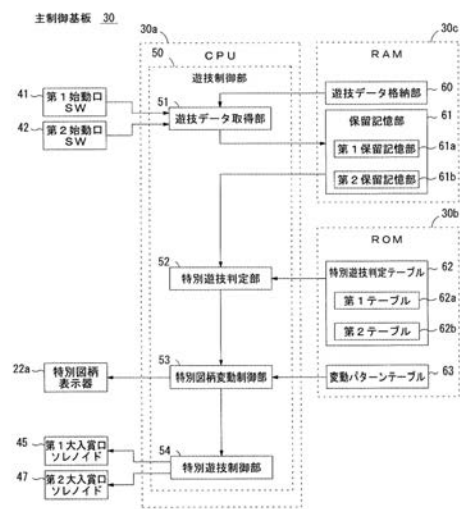 主制御基板 30
30a
CPU
50
遊技制御部
41
第1始動口
SW
42
第2始動口
SW
51
遊技データ取得部
30c
RAM
遊技データ格納部
60
保留記憶部
61
第1保留記憶部
61a
第2保留記憶部
61b
30b
ROM
52
特別遊技判定部
特別遊技判定テーブル
62
第1テーブル
62a
第2テーブル
62b
22a
特別図柄
表示器
53
特別図柄変動制御部
変動パターンテーブル
63
45
第1大入賞口
ソレノイド
47
第2大入賞口
ソレノイド
54
特別遊技制御部